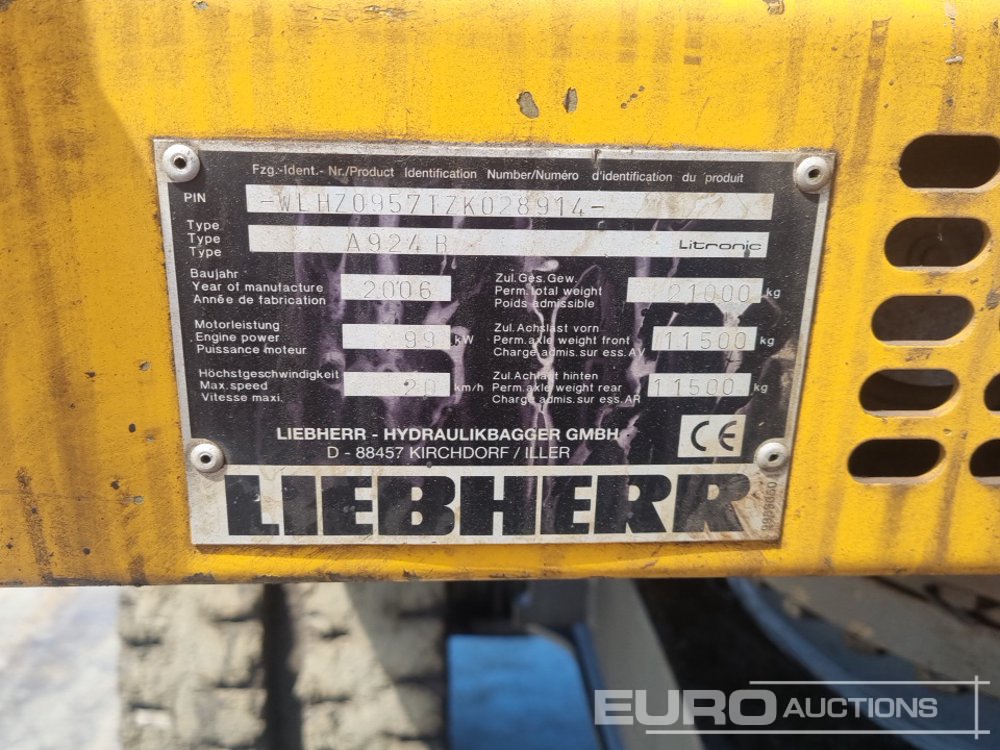 Fzg.-Ident.- Nr./Product Identification Number/Numéro d'identification du produit
PIN -WLHZ0957TZK028914-
Type
Type A924 B Litronic
Type
Baujahr
Year of manufacture 2006
Année de fabrication
Zul.Ges.Gew.
Perm.total weight 21000 kg
Poids admissible
Motorleistung
Engine power 99 kW
Puissance moteur
Zul.Achslast vorn
Perm.axle weight front 11500 kg
Charge admis.sur ess.AV
Höchstgeschwindigkeit
Max.speed 20 km/h
Vitesse maxi.
Zul.Achslast hinten
Perm.axle weight rear 11500 kg
Charge admis.sur ess.AR
LIEBHERR - HYDRAULIKBAGGER GMBH
D - 88457 KIRCHDORF / ILLER
CE
LIEBHERR
EURO AUCTIONS